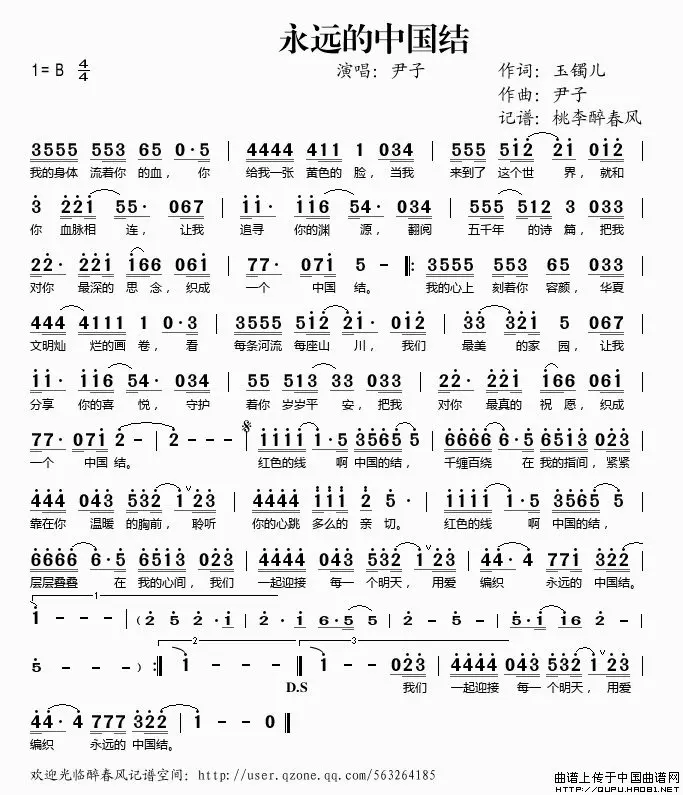 永远的中国结
1=B 4/4 演唱：尹子 作词：玉镯儿
作曲：尹子
记谱：桃李醉春风
3555 553 65 0·5 | 4444 411 1 034 | 555 512 21 012 |
我的身体 流着你 的血，你 给我一张 黄色的 脸，当我 来到了 这个世 界，就和
3 221 55· 067 | 11· 116 54· 034 | 555 512 3 033 |
你 血脉相 连，让我 追寻 你的渊 源，翻阅 五千年 的诗 篇，把我
22· 221 166 061 | 77· 071 5 - |: 3555 553 65 033 |
对你 最深的 思 念，织成 一个 中国 结。 我的心上 刻着你 容颜，华夏
444 4111 1 0·3 | 3555 512 21· 012 | 33 321 5 067 |
文明灿 烂的画 卷，看 每条河流 每座山 川，我们 最美 的家 园，让我
11· 116 54· 034 | 55 513 33 033 | 22· 221 166 061 |
分享 你的喜 悦，守护 着你 岁岁平 安，把我 对你 最真的 祝 愿，织成
77· 071 2 - | 2 - - - | 1111 1·5 3565 5 | 6666 6·5 6513 023 |
一个 中国 结。 红色的线 啊 中国的结， 千缠百绕 在 我的指间，紧紧
444 043 532 1 23 | 4444 111 2 5· | 1111 1·5 3565 5 |
靠在你 温暖 的胸前，聆听 你的心跳 多么的 亲 切。 红色的线 啊 中国的结，
6666 6·5 6513 023 | 4444 043 532 1 23 | 44· 4 771 322 |
层层叠叠 在 我的心间，我们 一起迎接 每一 个明天，用爱 编织 永远的 中国结。
1
1 - - - | (2 5 2·1 | 2·1 65 5 | 2 - 5 - | 5·1 16 2 |
2 3
5 - - -) :| 1 - - - :| 1 - - 023 | 4444 043 532 1 23 |
D.S 我们 一起迎接 每一个明天，用爱
44· 4 777 322 | 1 - - 0 ||
编织 永远的 中国结。
欢迎光临醉春风记谱空间：http://user.qzone.qq.com/563264185
曲谱上传于中国曲谱网
HTTP://QUPU.HAO81.NET